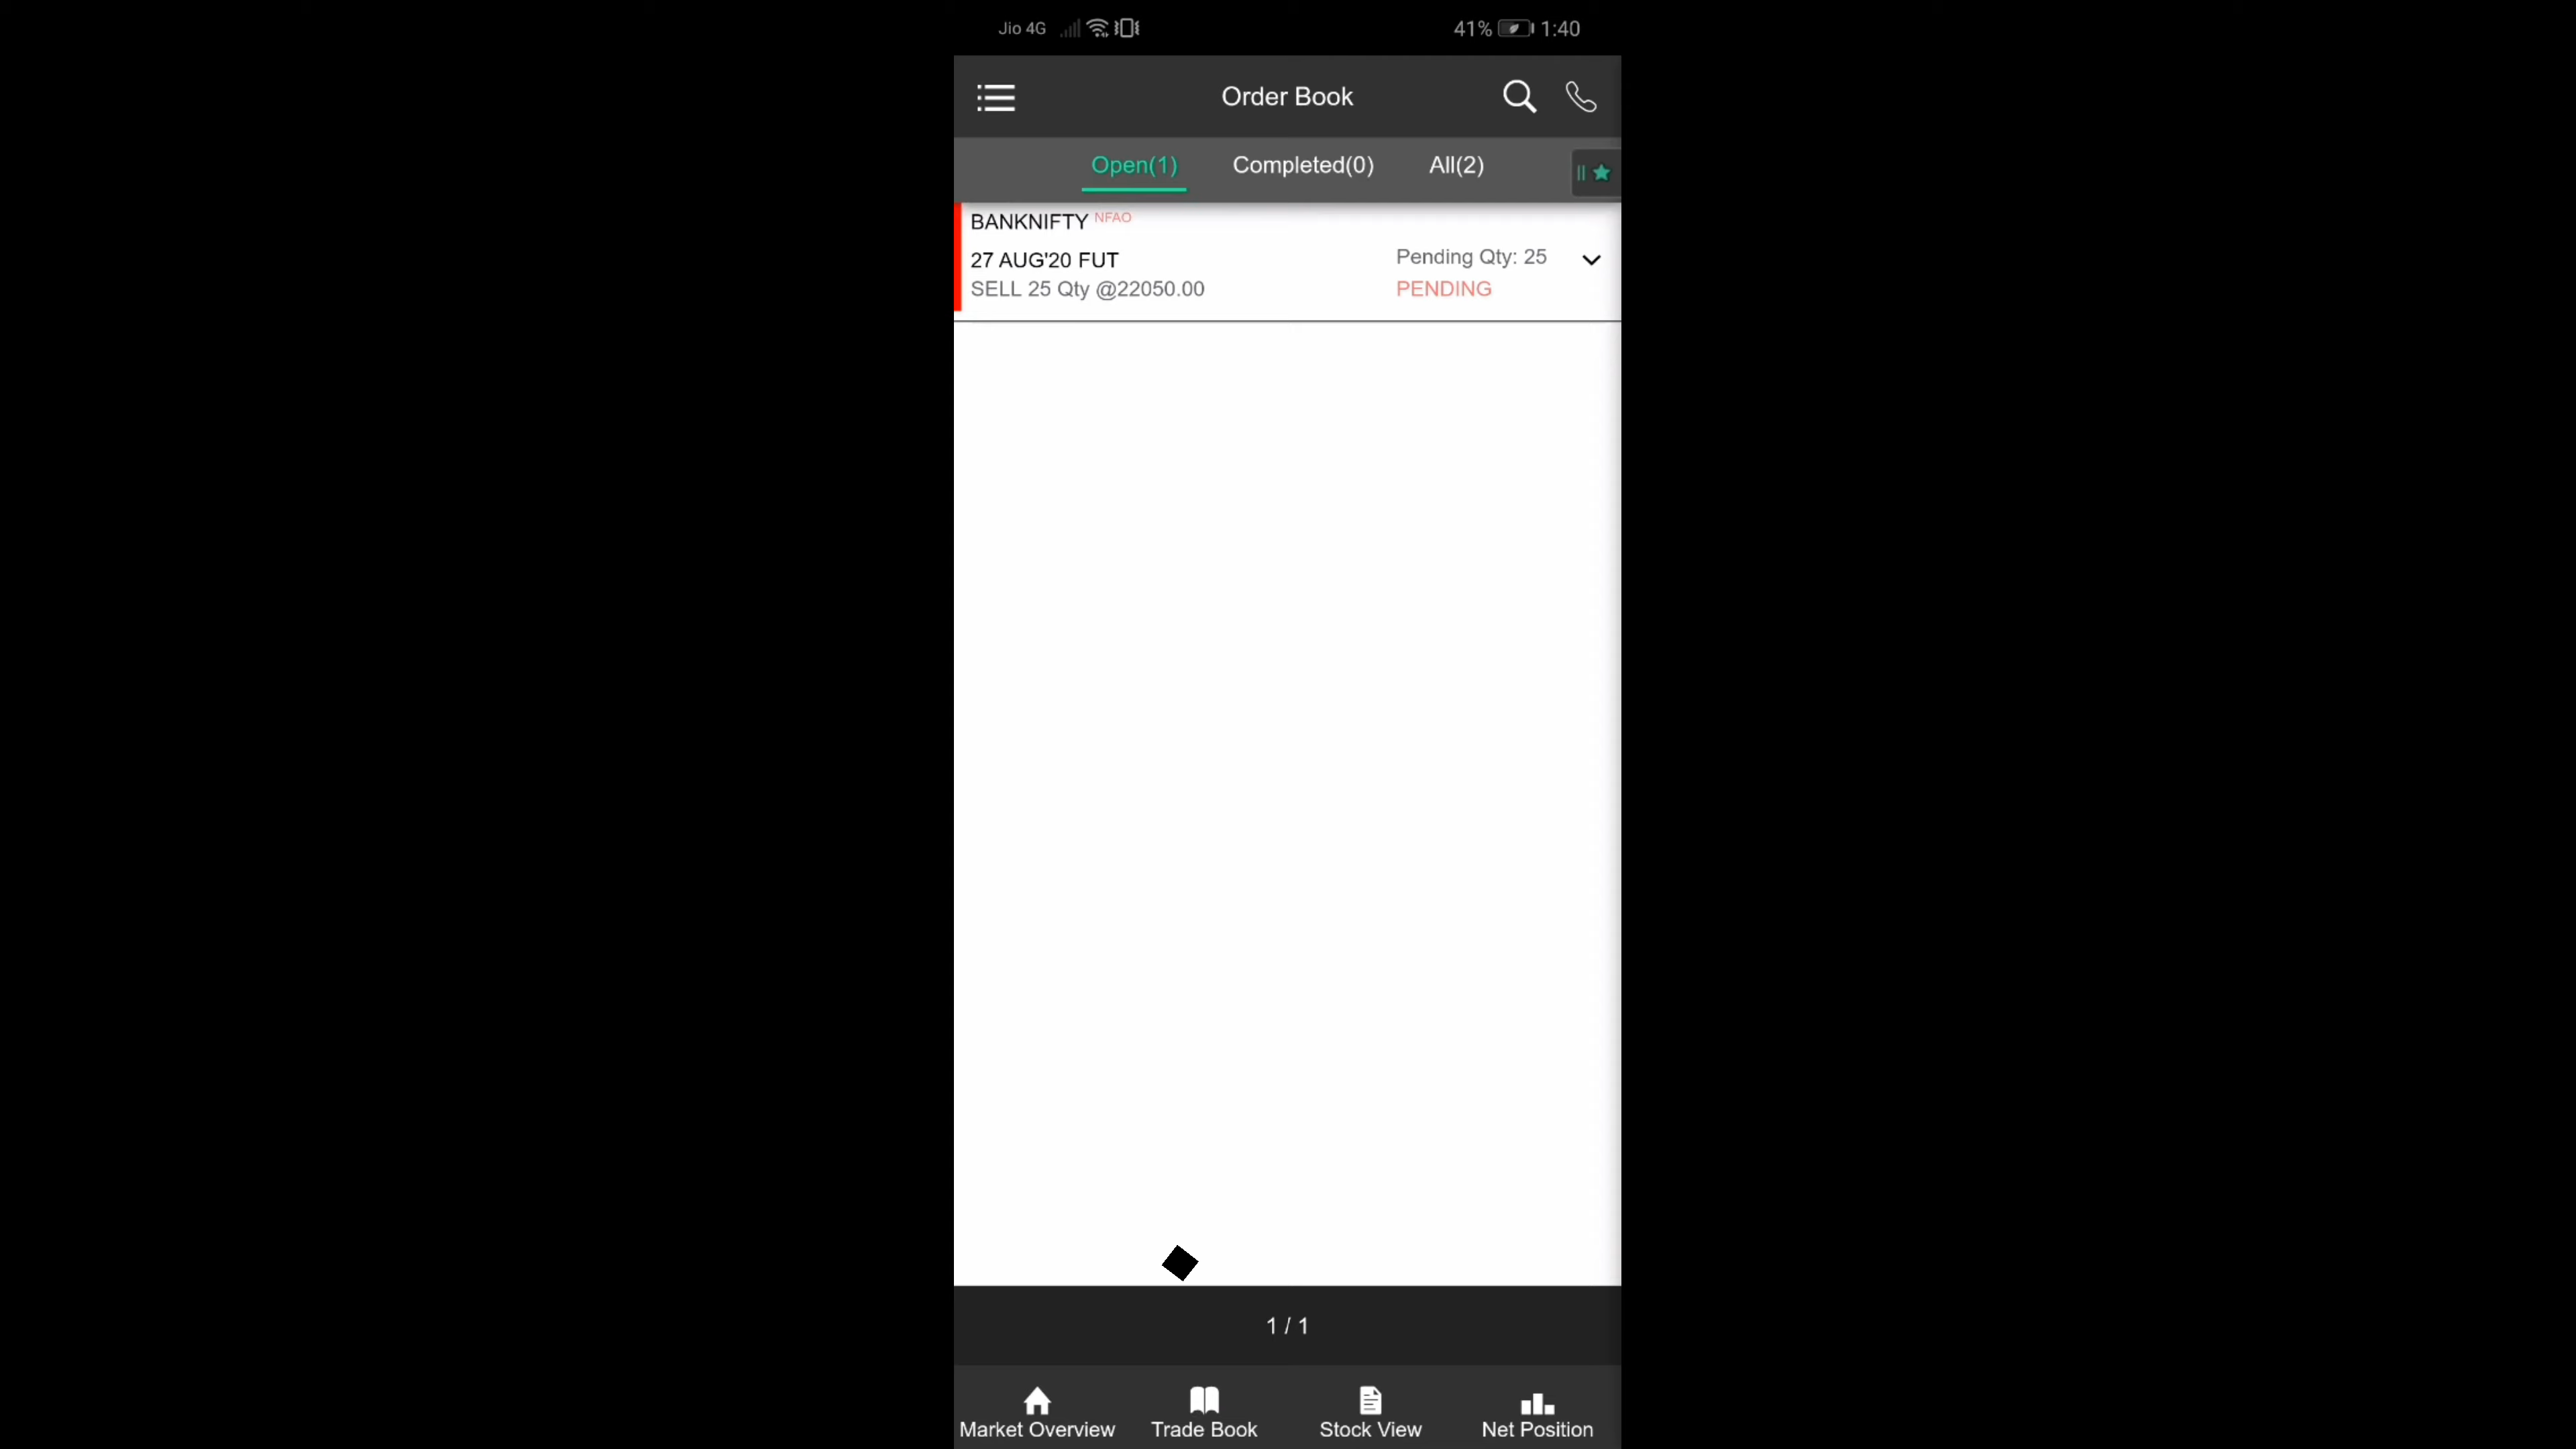 Jio 4G
41% 1:40
Order Book
Open(1) Completed(0) All(2)
BANKNIFTY NFAO
27 AUG'20 FUT Pending Qty: 25
SELL 25 Qty @22050.00 PENDING
1 / 1
Market Overview Trade Book Stock View Net Position